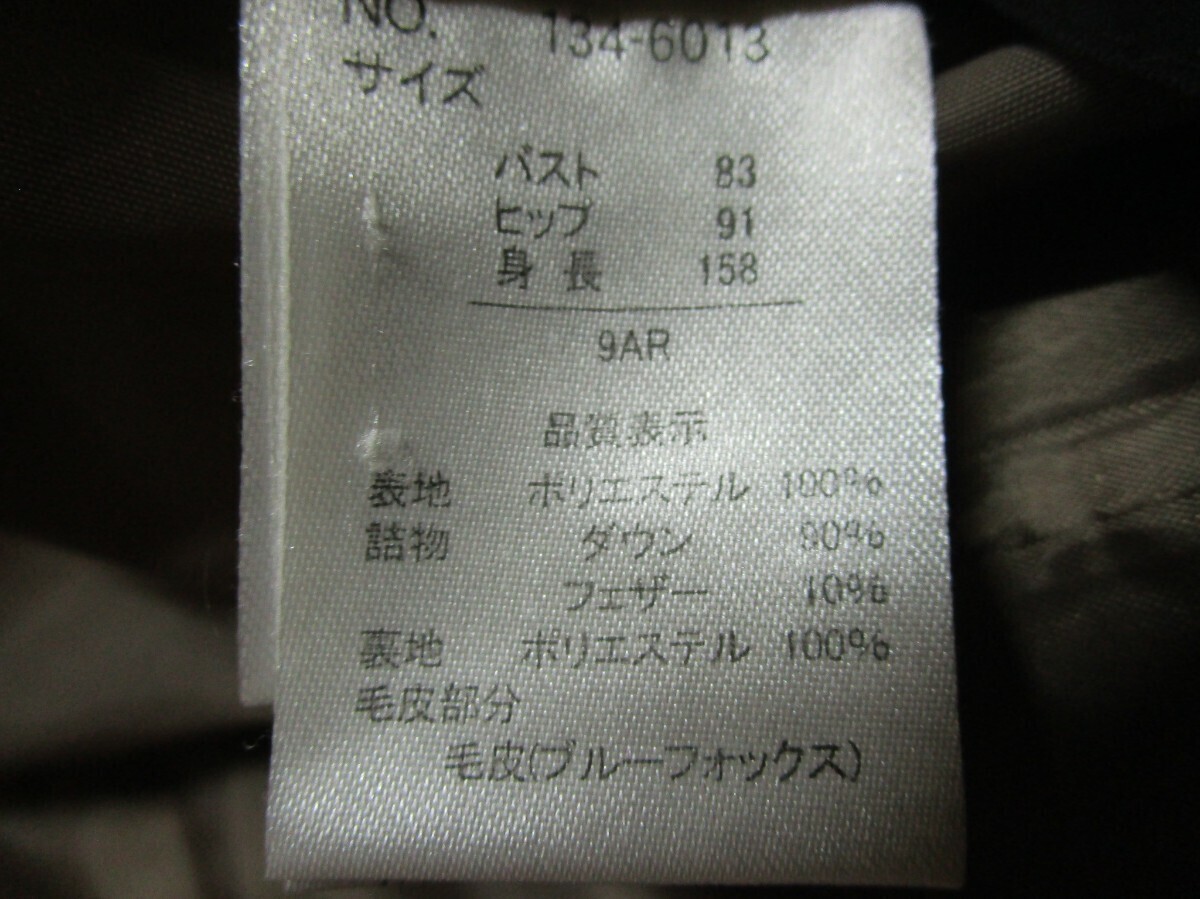 NO. 134-6013
サイズ
バスト 83
ヒップ 91
身長 158
9AR
品質表示
表地 ポリエステル 100%
詰物 ダウン 90%
フェザー 10%
裏地 ポリエステル 100%
毛皮部分
毛皮(ブルーフォックス)